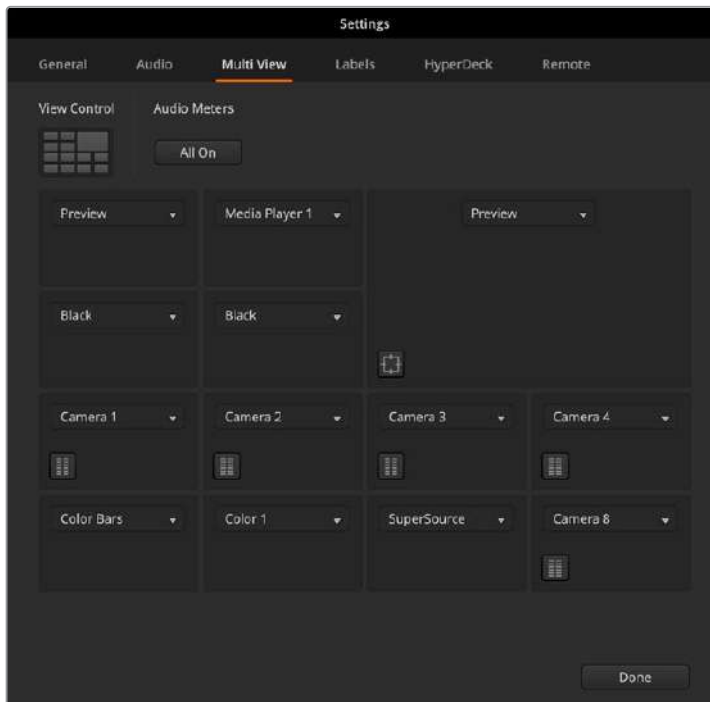 Settings
General Audio Multi View Labels HyperDeck Remote
View Control Audio Meters
All On
Preview Media Player 1 Preview
Black Black
Camera 1 Camera 2 Camera 3 Camera 4
Color Bars Color 1 SuperSource Camera 8
Done